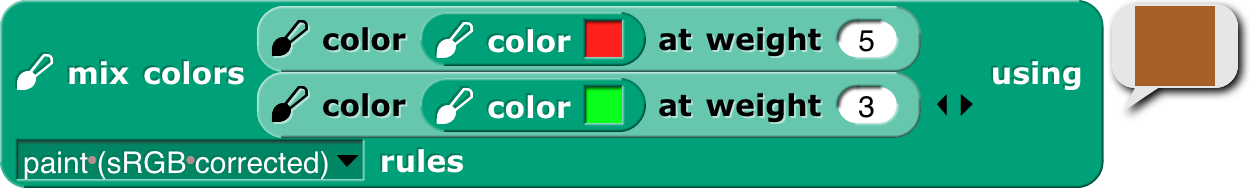 color color at weight 5
mix colors using
color color at weight 3
paint (sRGB corrected) rules